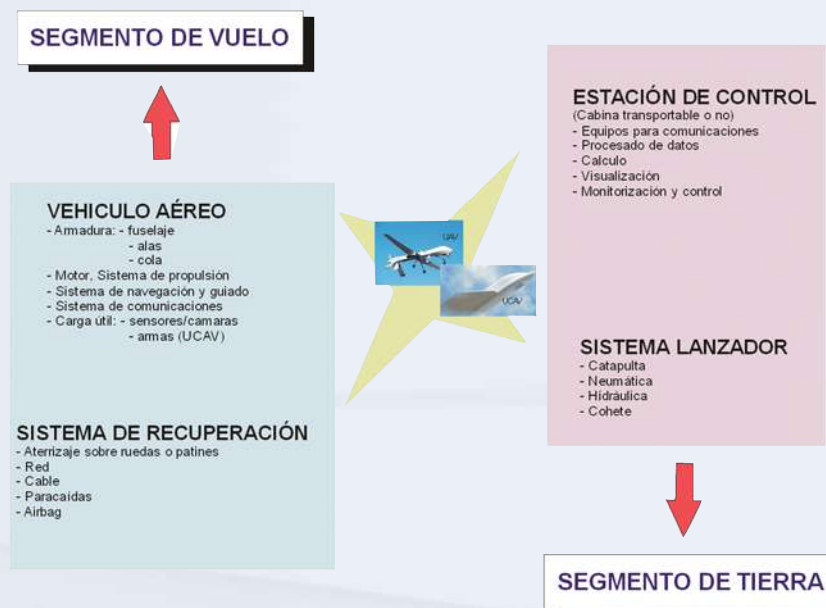 SEGMENTO DE VUELO
VEHICULO AÉREO
- Armadura: - fuselaje
- alas
- cola
- Motor, Sistema de propulsión
- Sistema de navegación y guiado
- Sistema de comunicaciones
- Carga útil: - sensores/camaras
- armas (UCAV)
SISTEMA DE RECUPERACIÓN
- Aterrizaje sobre ruedas o patines
- Red
- Cable
- Paracaídas
- Airbag
UAV
UCAV
ESTACIÓN DE CONTROL
(Cabina transportable o no)
- Equipos para comunicaciones
- Procesado de datos
- Calculo
- Visualización
- Monitorización y control
SISTEMA LANZADOR
- Catapulta
- Neumática
- Hidráulica
- Cohete
SEGMENTO DE TIERRA